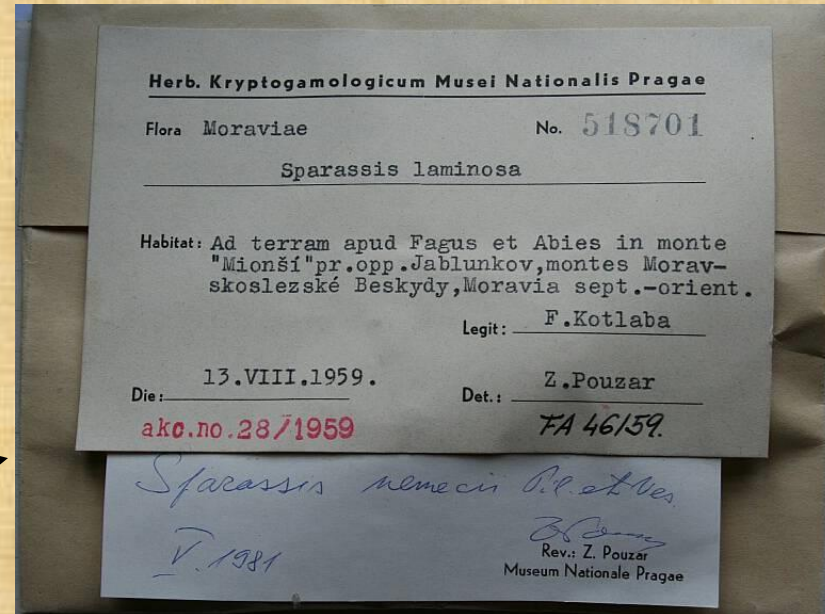 Herb. Kryptogamologicum Musei Nationalis Pragae
Flora Moraviae No. 518701
Sparassis laminosa
Habitat: Ad terram apud Fagus et Abies in monte
"Mionší"pr.opp.Jablunkov,montes Morav-
skoslezské Beskydy,Moravia sept.-orient.
Legit: F.Kotlaba
Die: 13.VIII.1959. Det.: Z.Pouzar
akc.no.28/1959 FA 46/59.
Sparassis nemecii Pil. et Ves.
V. 1981
Rev.: Z. Pouzar
Museum Nationale Pragae